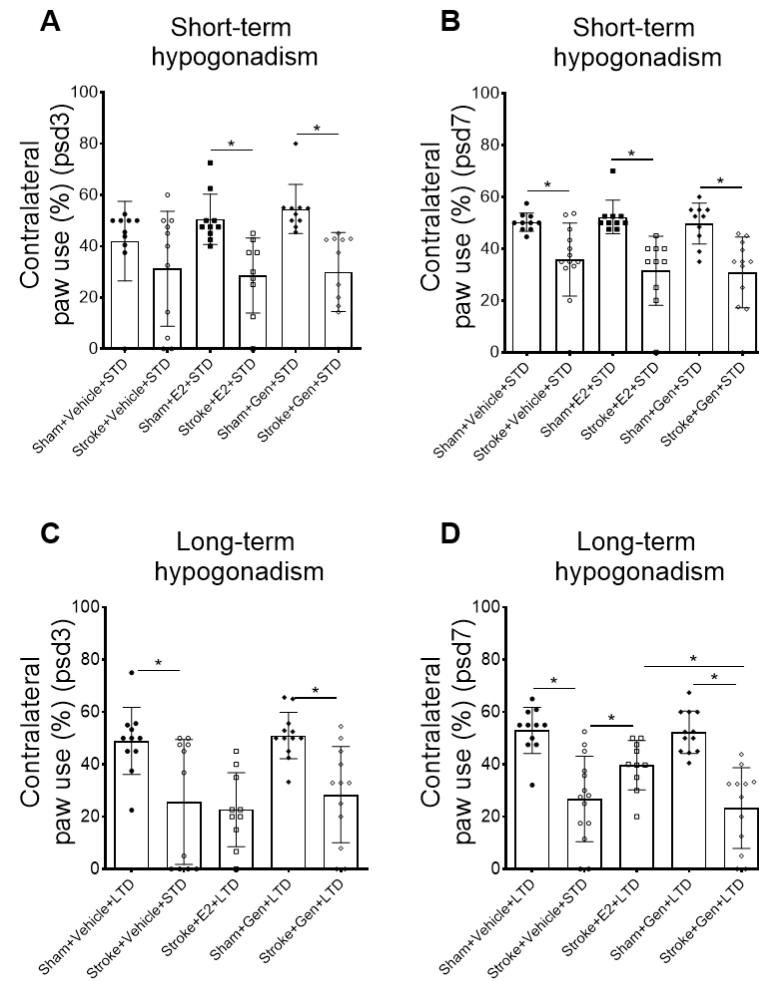 A
Short-term
hypogonadism
Contralateral
paw use (%) (psd3)
100
80
60
40
20
0
*
*
Sham+Vehicle+STD
Stroke+Vehicle+STD
Sham+E2+STD
Stroke+E2+STD
Sham+Gen+STD
Stroke+Gen+STD
B
Short-term
hypogonadism
Contralateral
paw use (%) (psd7)
100
80
60
40
20
0
*
*
*
Sham+Vehicle+STD
Stroke+Vehicle+STD
Sham+E2+STD
Stroke+E2+STD
Sham+Gen+STD
Stroke+Gen+STD
C
Long-term
hypogonadism
Contralateral
paw use (%) (psd3)
100
80
60
40
20
0
*
*
Sham+Vehicle+LTD
Stroke+Vehicle+STD
Stroke+E2+LTD
Sham+Gen+LTD
Stroke+Gen+LTD
D
Long-term
hypogonadism
Contralateral
paw use (%) (psd7)
100
80
60
40
20
0
*
*
*
*
Sham+Vehicle+LTD
Stroke+Vehicle+STD
Stroke+E2+LTD
Sham+Gen+LTD
Stroke+Gen+LTD